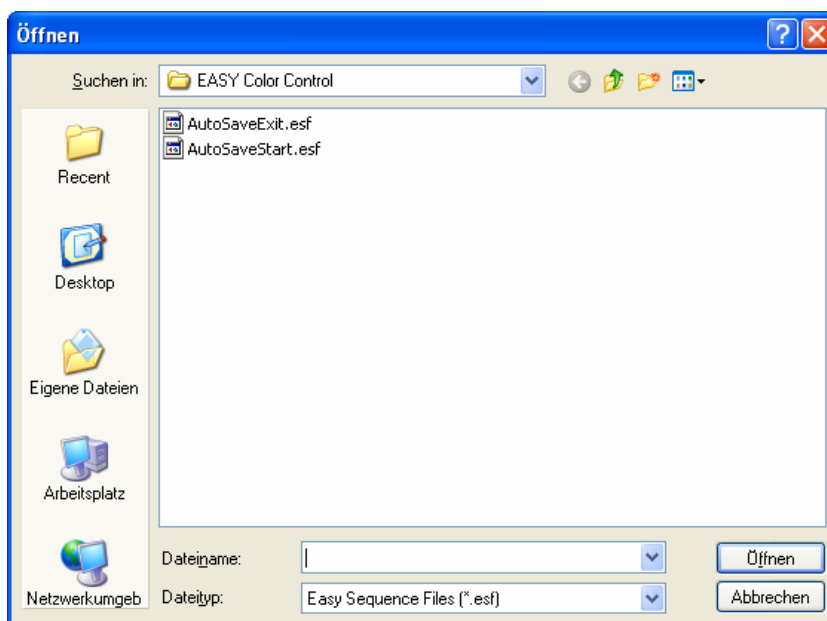 Öffnen
Suchen in: EASY Color Control
AutoSaveExit.esf
AutoSaveStart.esf
Recent
Desktop
Eigene Dateien
Arbeitsplatz
Netzwerkumgeb
Dateiname: Öffnen
Dateityp: Easy Sequence Files (*.esf) Abbrechen